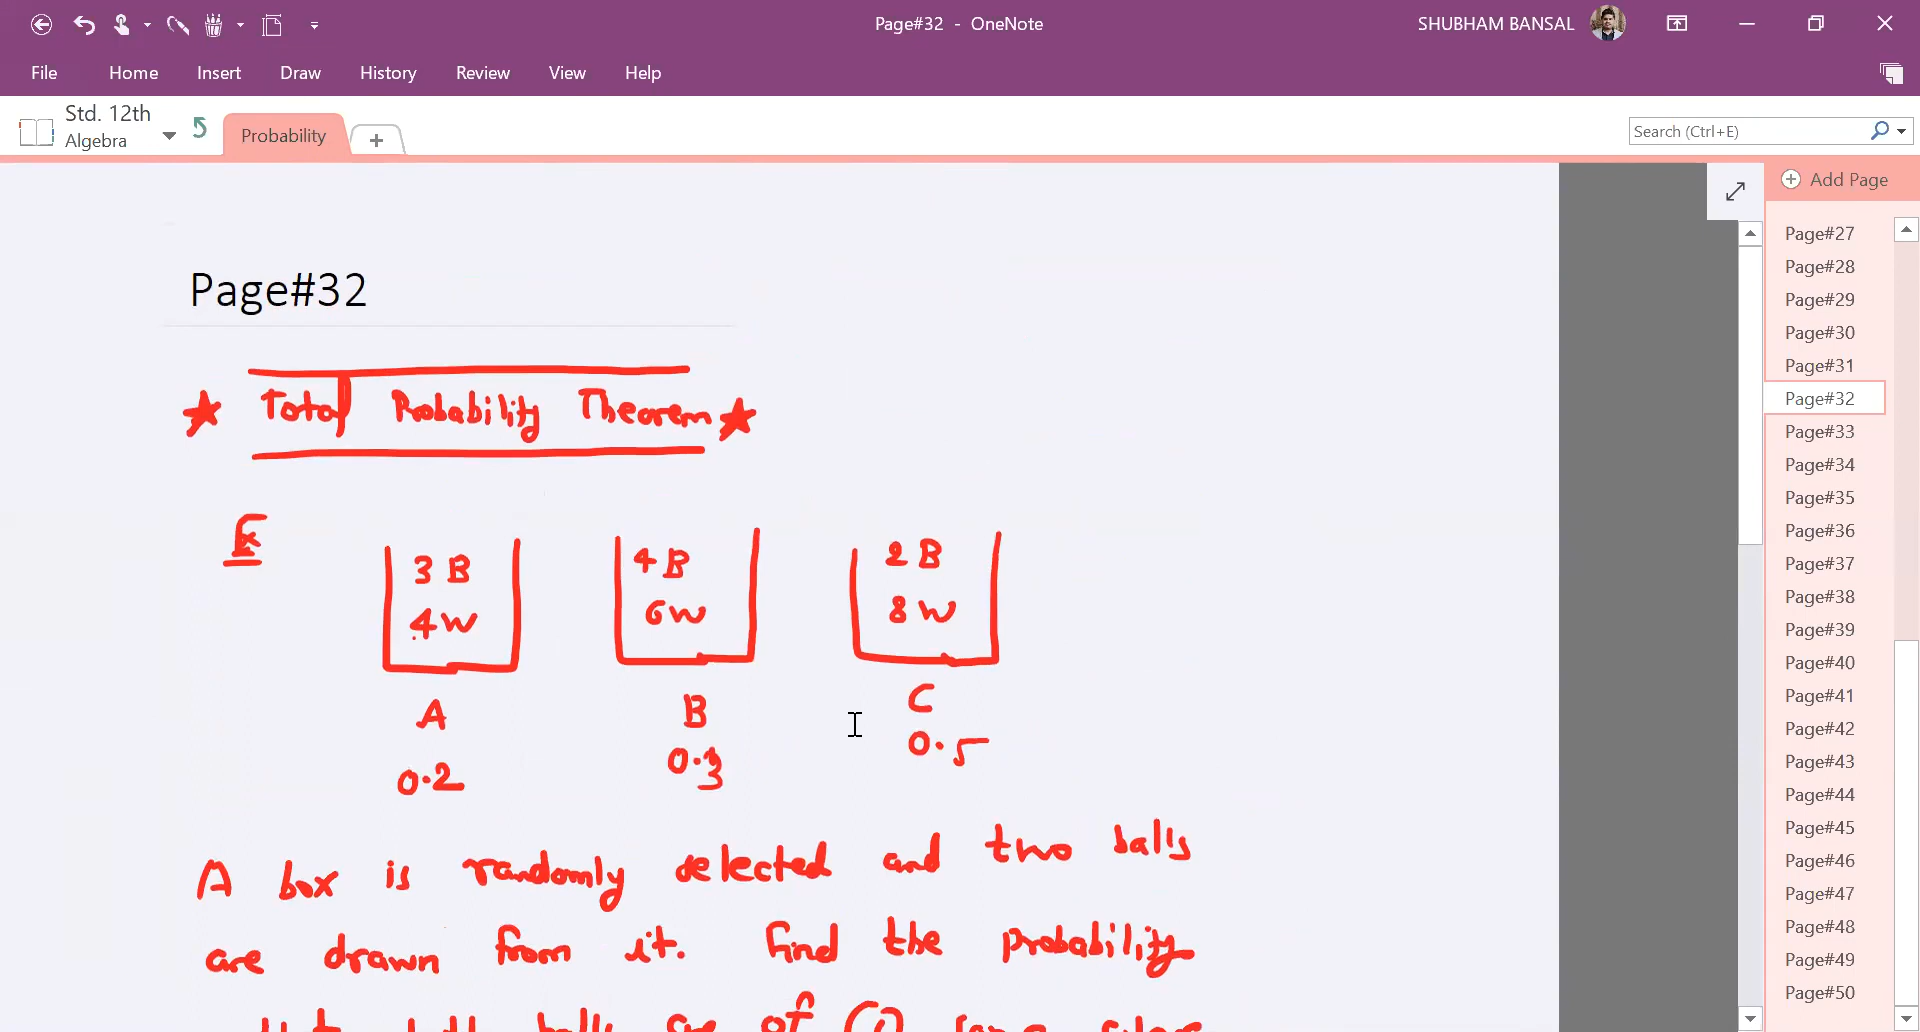 Page#32 - OneNote
SHUBHAM BANSAL
File Home Insert Draw History Review View Help
Std. 12th
Algebra
Probability
+
Search (Ctrl+E)
Add Page
Page#27
Page#28
Page#29
Page#30
Page#31
Page#32
Page#33
Page#34
Page#35
Page#36
Page#37
Page#38
Page#39
Page#40
Page#41
Page#42
Page#43
Page#44
Page#45
Page#46
Page#47
Page#48
Page#49
Page#50
Page#32
★ Total Probability Theorem ★
Ex
3 B 4 B 2 B
4 W 6 W 8 W
A B C
0.2 0.3 0.5
A box is randomly selected and two balls
are drawn from it. Find the probability
balls are of